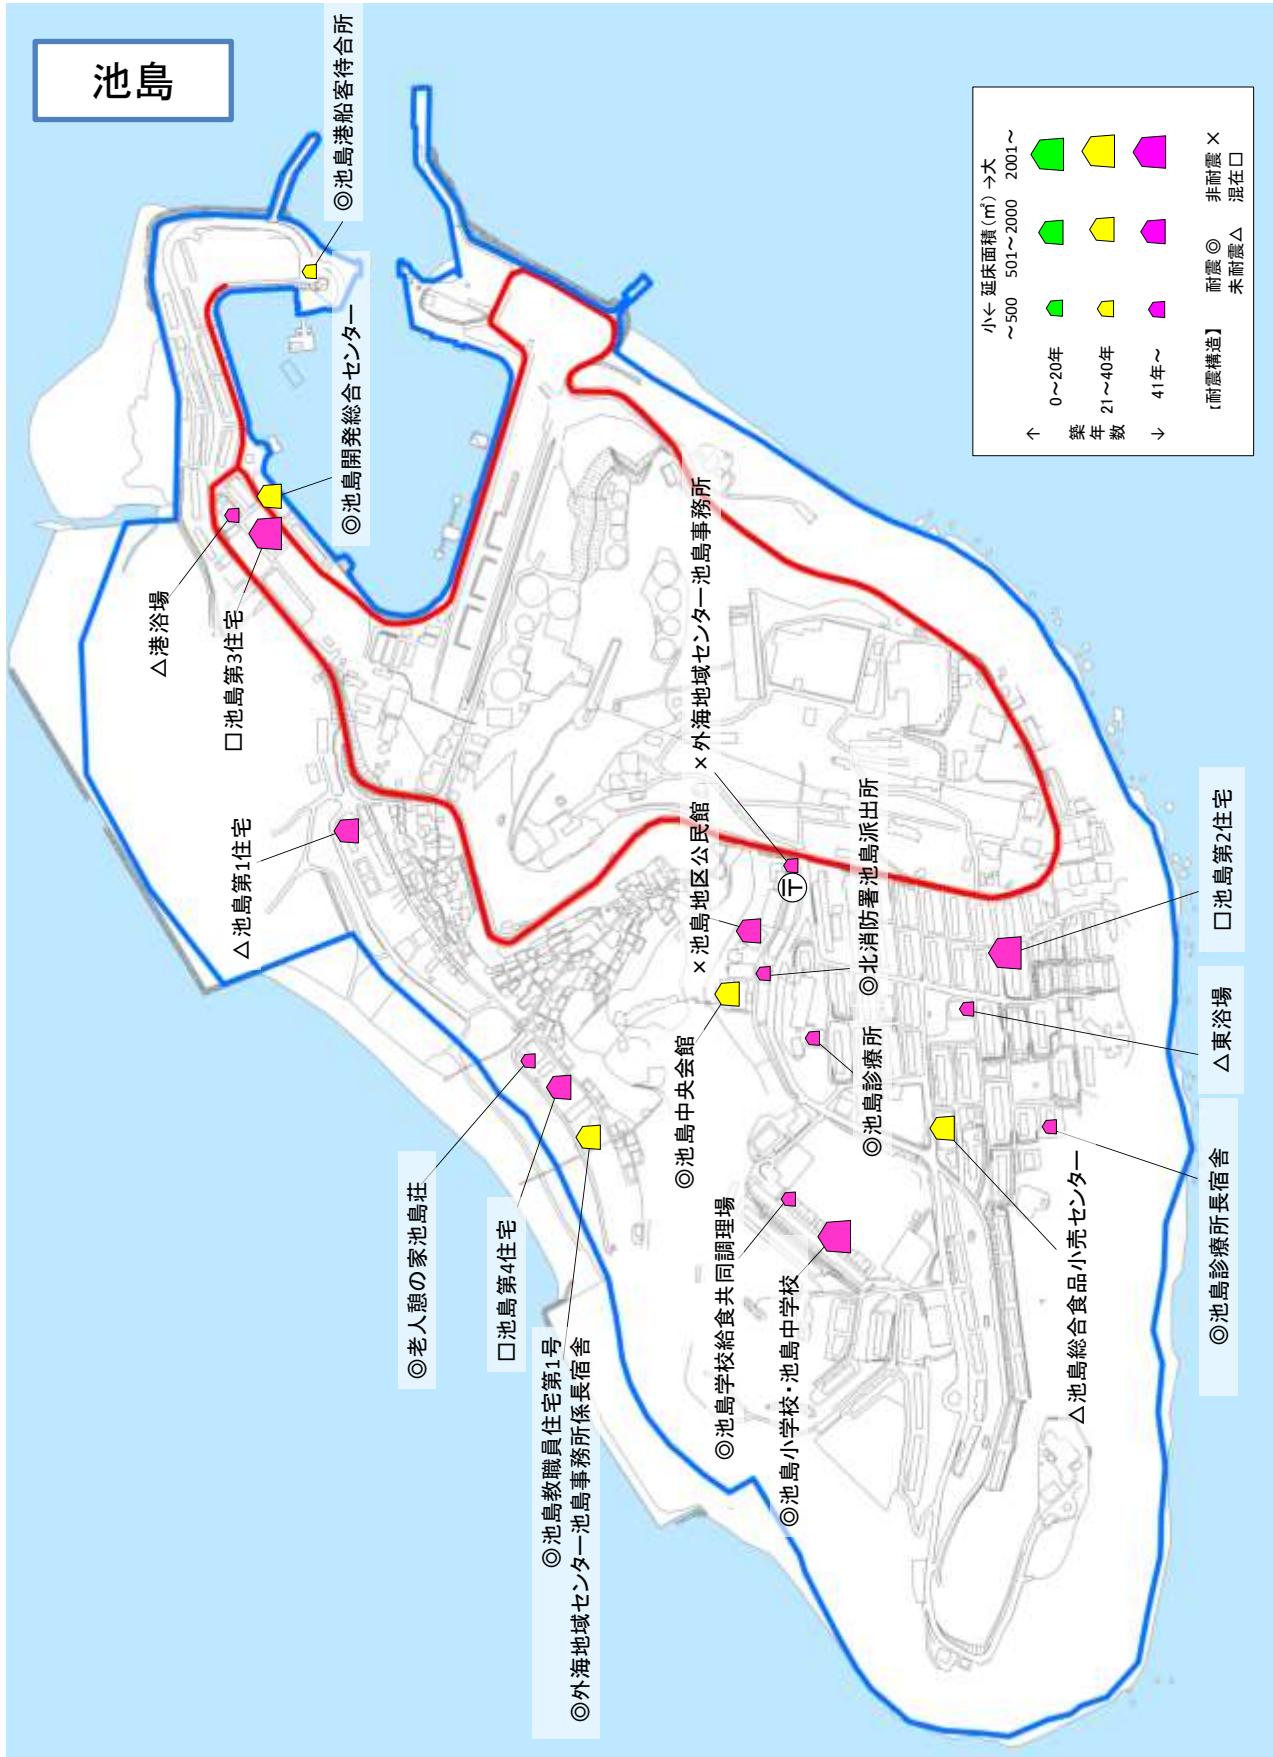 池島
◎池島港船客待合所
◎池島開発総合センター
△港浴場
□池島第3住宅
△池島第1住宅
×外海地域センター池島事務所
×池島地区公民館
〒
◎北消防署池島派出所
□池島第2住宅
◎池島中央会館
◎池島診療所
△東浴場
◎老人憩の家池島荘
□池島第4住宅
◎池島教職員住宅第1号
◎外海地域センター池島事務所係長宿舎
◎池島学校給食共同調理場
◎池島小学校・池島中学校
△池島総合食品小売センター
◎池島診療所長宿舎
小← 延床面積(㎡) →大
～500 501～2000 2001～
↑
築年数
↓
0～20年
21～40年
41年～
【耐震構造】 耐震◎ 非耐震×
未耐震△ 混在□